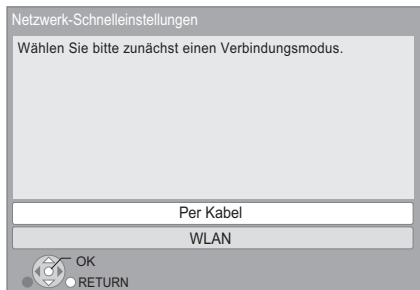 Netzwerk-Schnelleinstellungen
Wählen Sie bitte zunächst einen Verbindungsmodus.
Per Kabel
WLAN
OK
RETURN